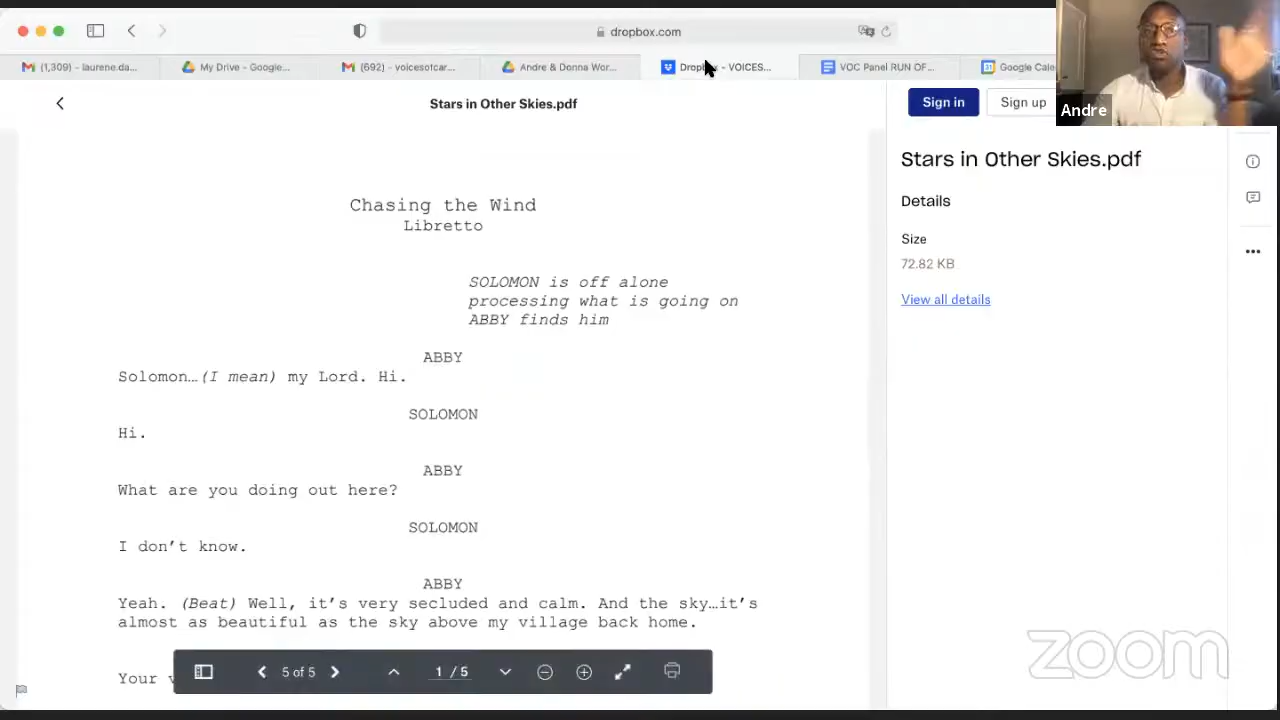 dropbox.com
(1,309) - laurene.da...
My Drive - Google...
(692) - voicesofcar...
Andre & Donna Wor...
- VOICES...
VOC Panel RUN OF...
Google Cale
Andre
Stars in Other Skies.pdf
Sign in
Sign up
Stars in Other Skies.pdf
Details
Size
72.82 KB
View all details
Chasing the Wind
Libretto
SOLOMON is off alone
processing what is going on
ABBY finds him
ABBY
Solomon…(I mean) my Lord. Hi.
SOLOMON
Hi.
ABBY
What are you doing out here?
SOLOMON
I don't know.
ABBY
Yeah. (Beat) Well, it's very secluded and calm. And the sky…it's
almost as beautiful as the sky above my village back home.
Your
5 of 5
1 / 5
zoom